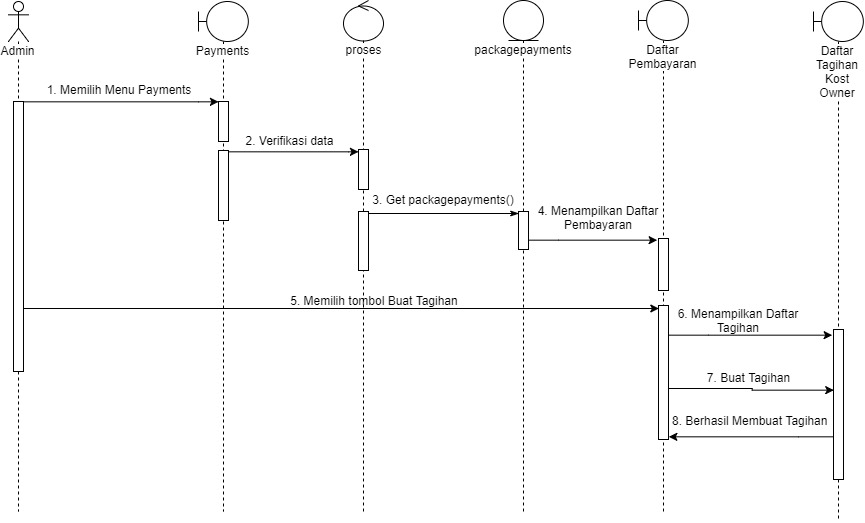 Admin
Payments
proses
packagepayments
Daftar
Pembayaran
Daftar
Tagihan
Kost
Owner
1. Memilih Menu Payments
2. Verifikasi data
3. Get packagepayments()
4. Menampilkan Daftar
Pembayaran
5. Memilih tombol Buat Tagihan
6. Menampilkan Daftar
Tagihan
7. Buat Tagihan
8. Berhasil Membuat Tagihan